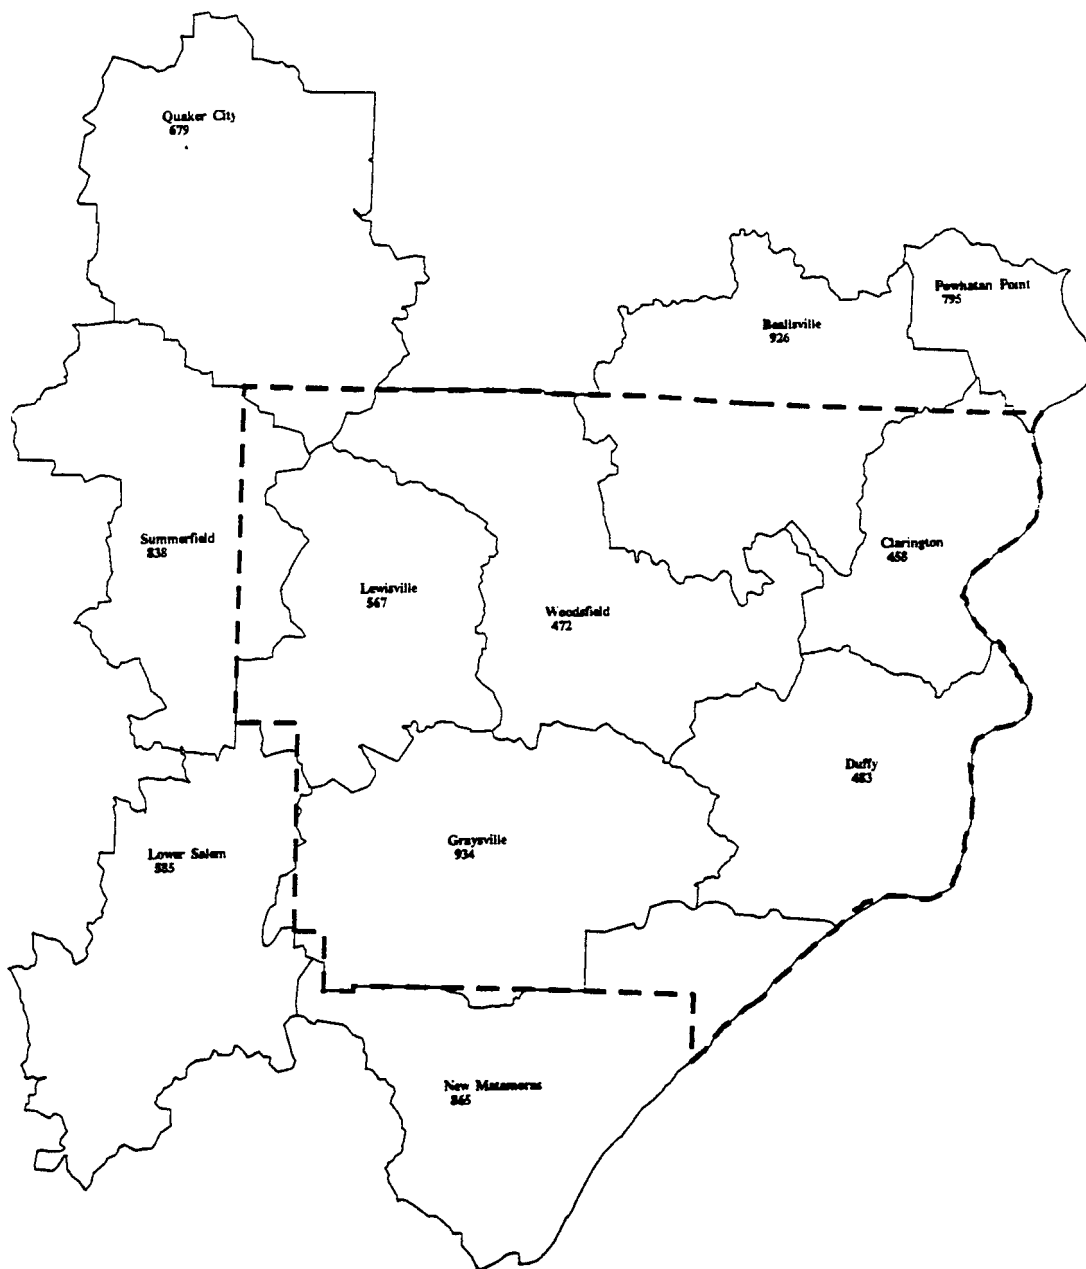 Quaker City
679
Powhatan Point
795
Beallsville
926
Summerfield
838
Clarington
458
Lewisville
567
Woodsfield
472
Duffy
483
Graysville
934
Lower Salem
585
New Matamoras
865